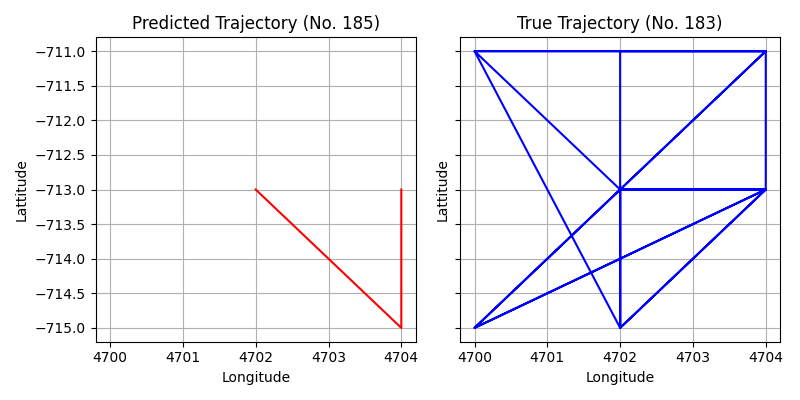 Predicted Trajectory (No. 185)
True Trajectory (No. 183)
Lattitude
−711.0
−711.5
−712.0
−712.5
−713.0
−713.5
−714.0
−714.5
−715.0
4700 4701 4702 4703 4704
Longitude
Lattitude
4700 4701 4702 4703 4704
Longitude